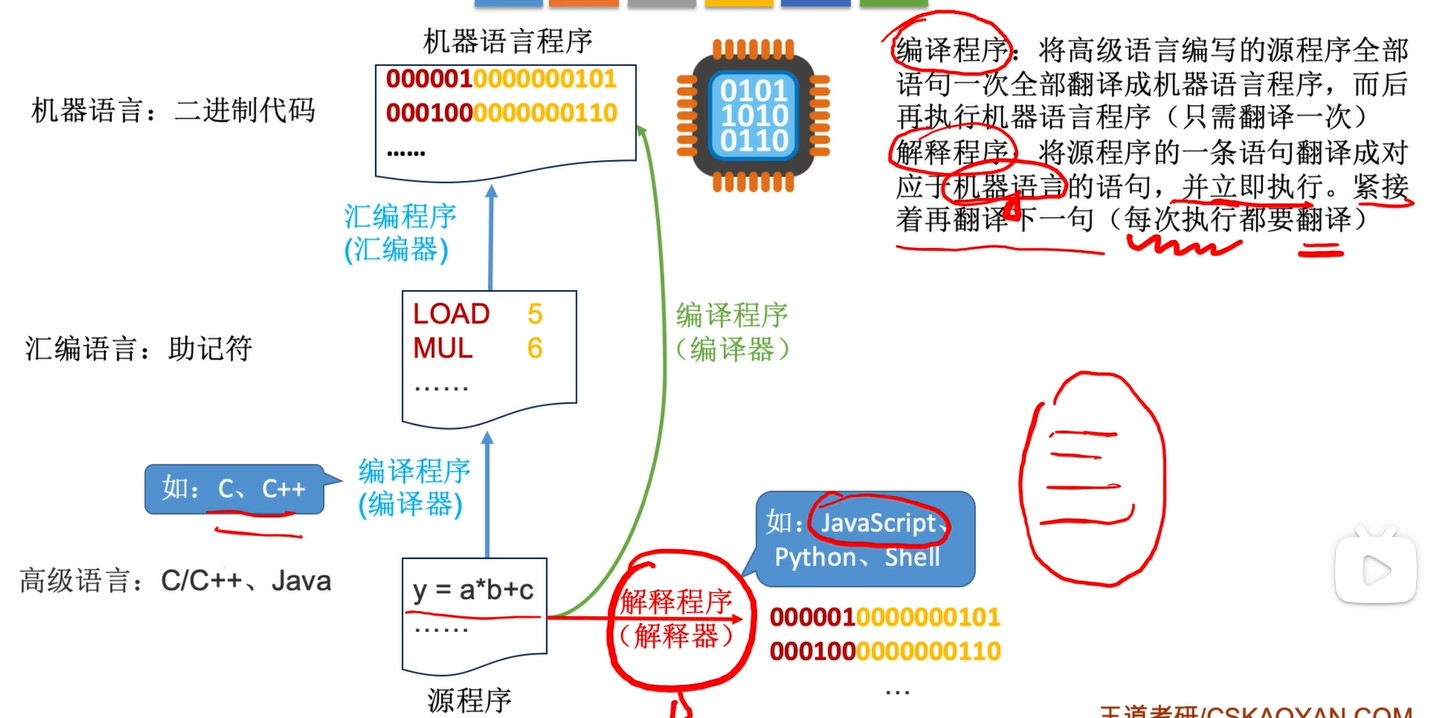 机器语言程序
机器语言：二进制代码
0000010000000101
0001000000000110
……
0101
1010
0110
编译程序：将高级语言编写的源程序全部
语句一次全部翻译成机器语言程序，而后
再执行机器语言程序（只需翻译一次）
解释程序：将源程序的一条语句翻译成对
应于机器语言的语句，并立即执行。紧接
着再翻译下一句（每次执行都要翻译）
汇编程序
(汇编器)
汇编语言：助记符
LOAD 5
MUL 6
……
编译程序
（编译器）
如：C、C++
编译程序
(编译器)
高级语言：C/C++、Java
y = a*b+c
……
源程序
解释程序
（解释器）
如：JavaScript、
Python、Shell
0000010000000101
0001000000000110
…
王道考研/CSKAOYAN.COM